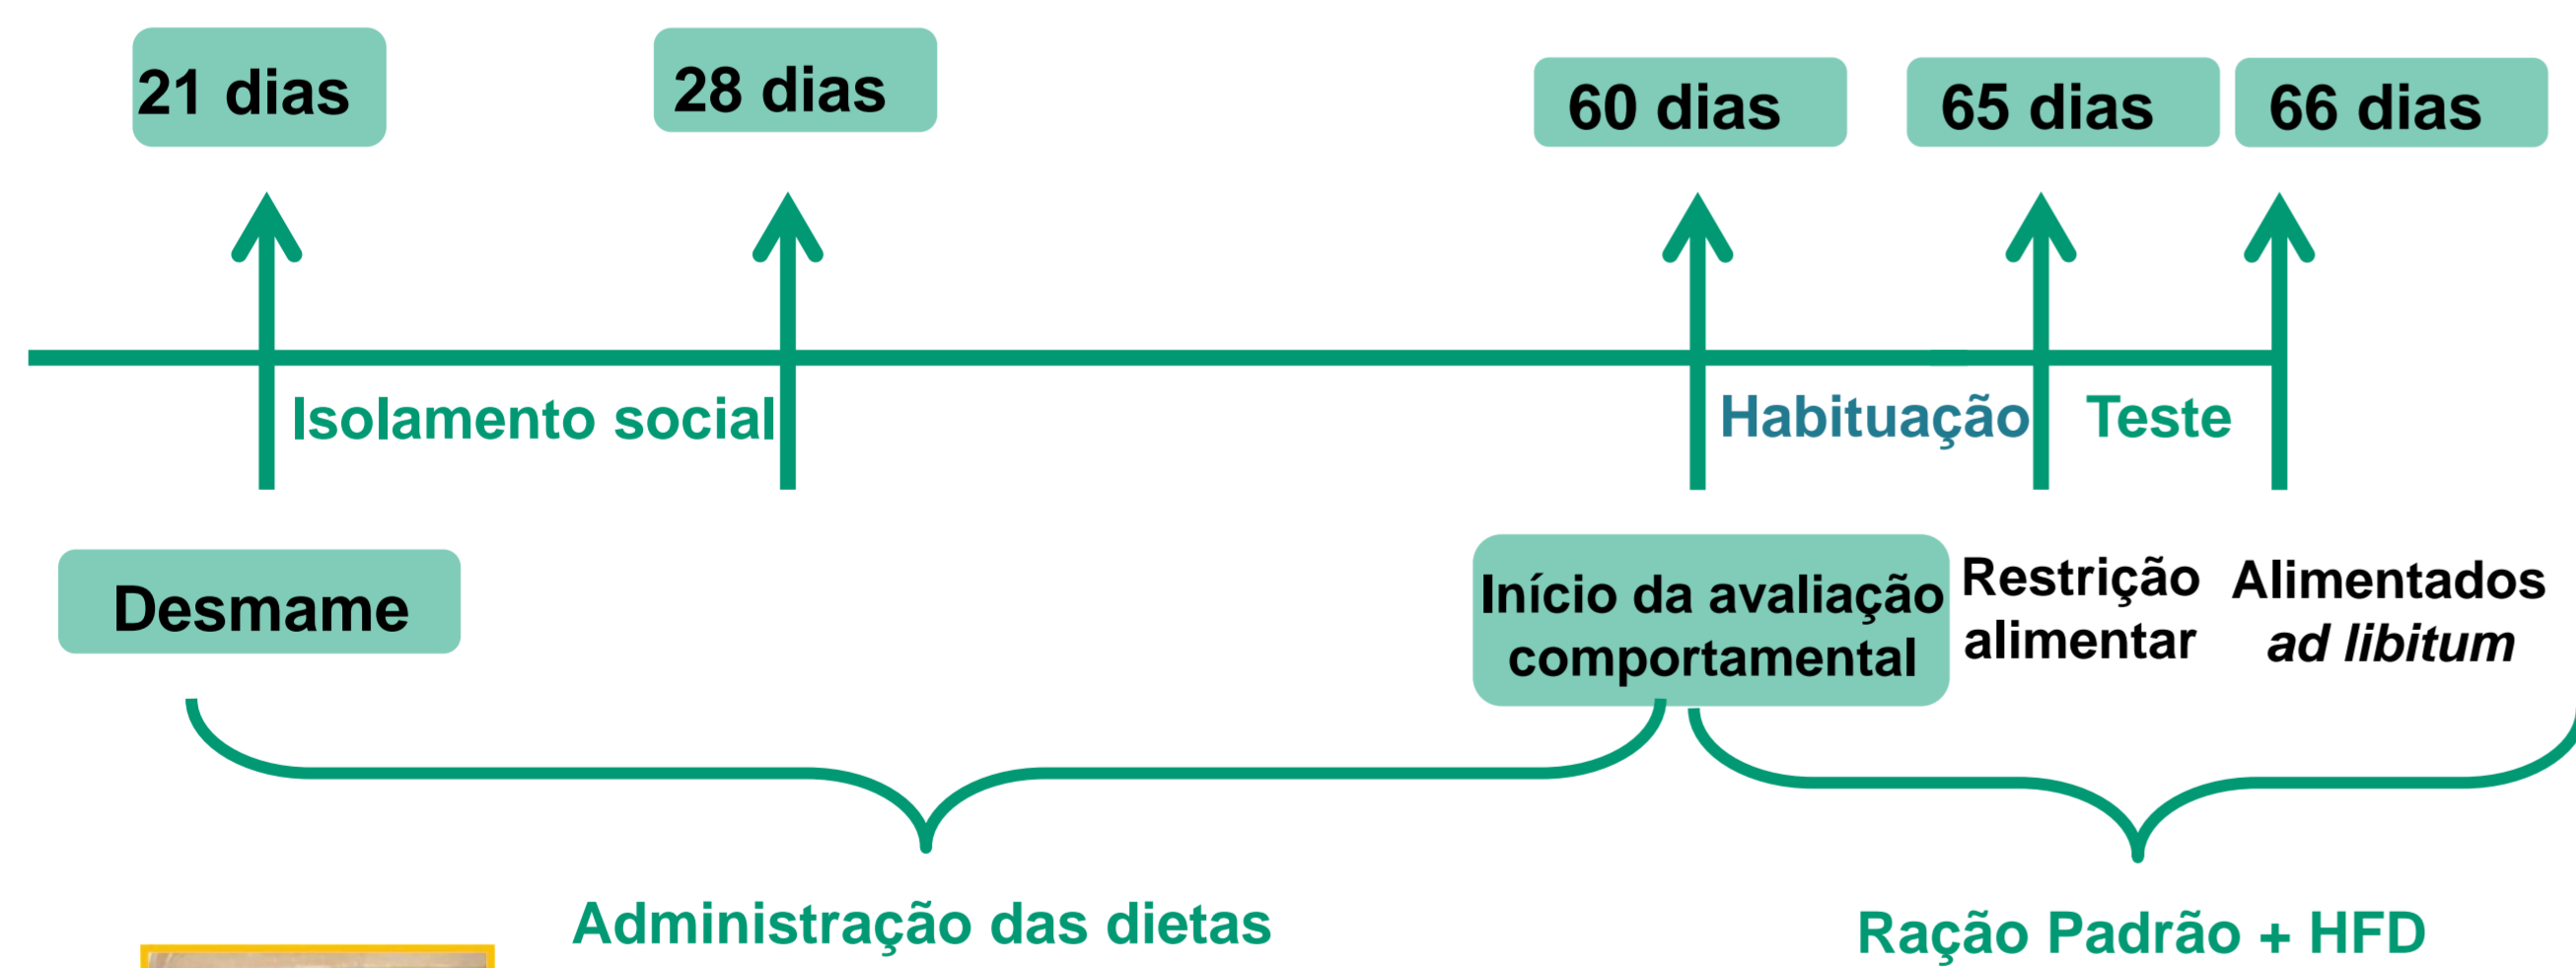 21 dias
28 dias
60 dias
65 dias
66 dias
Isolamento social
Habituação
Teste
Desmame
Início da avaliação
comportamental
Restrição
alimentar
Alimentados
ad libitum
Administração das dietas
Ração Padrão + HFD